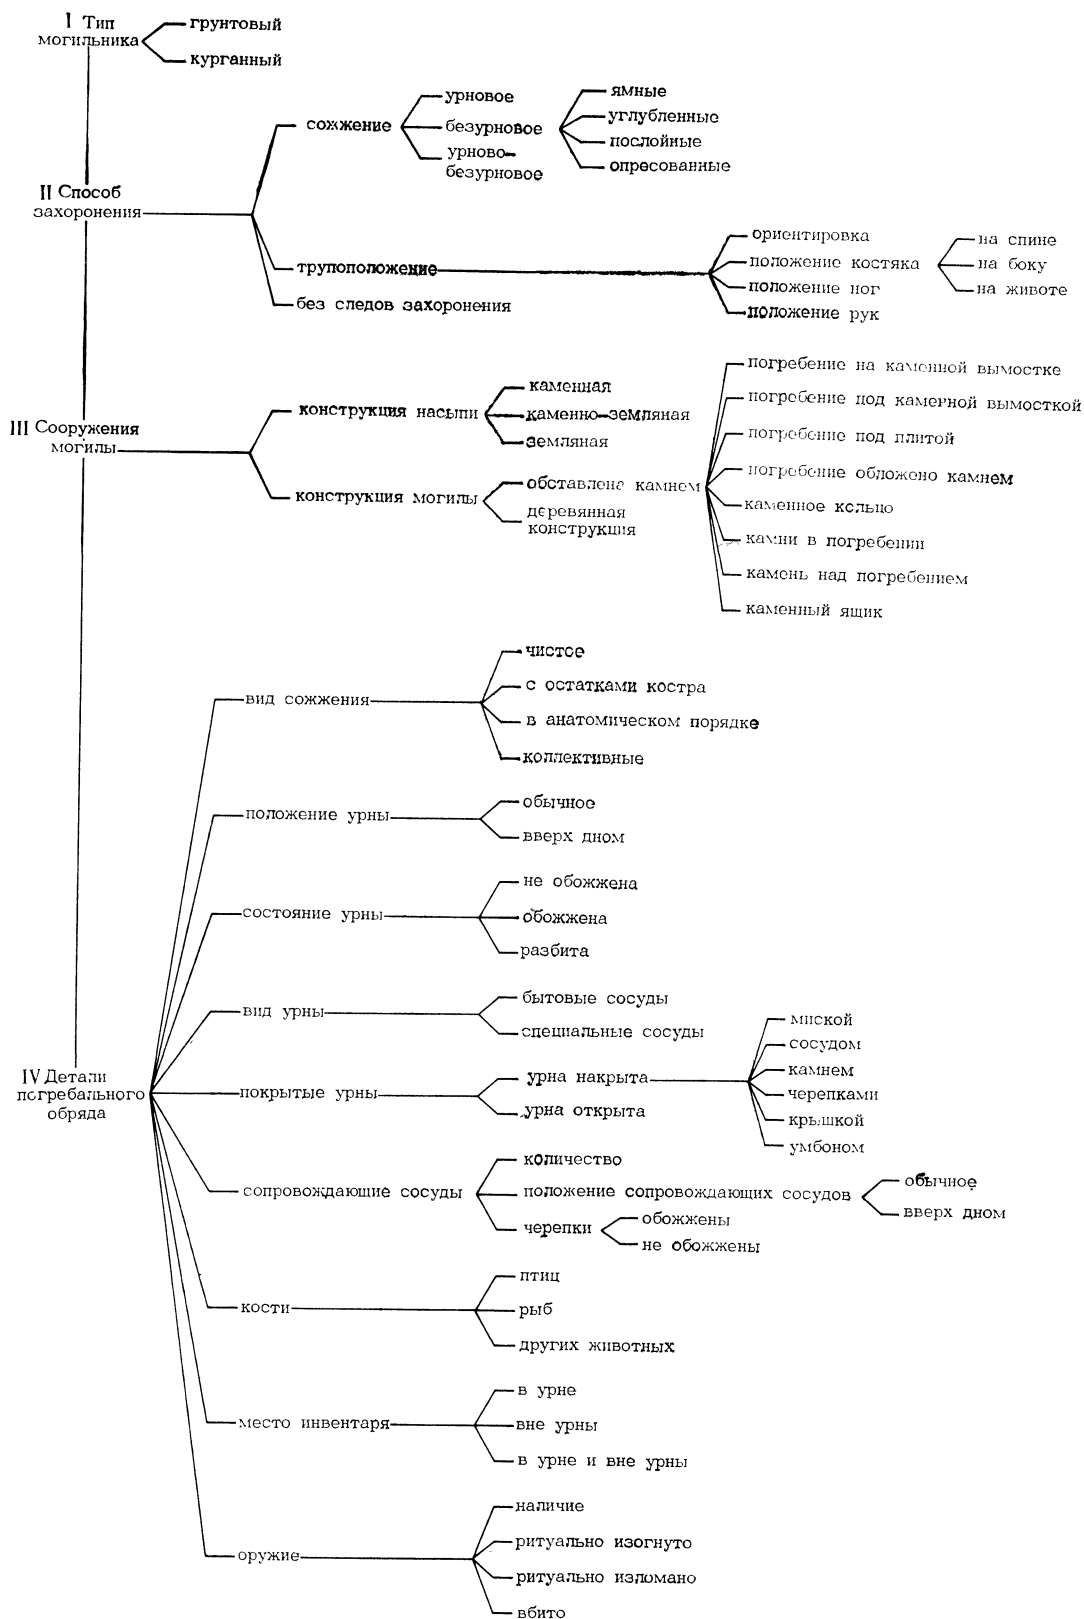 I Тип
могильника
грунтовый
курганный
II Способ
захоронения
сожжение
урновое
безурновое
урново-
безурновое
ямные
углубленные
послойные
опресованные
трупоположение
ориентировка
положение костяка
на спине
на боку
на животе
положение ног
положение рук
без следов захоронения
III Сооружения
могилы
конструкция насыпи
каменная
каменно-земляная
земляная
конструкция могилы
обставлена камнем
деревянная
конструкция
погребение на каменной вымостке
погребение под каменной вымосткой
погребение под плитой
погребение обложено камнем
каменное кольцо
камни в погребении
камень над погребением
каменный ящик
IV Детали
погребального
обряда
вид сожжения
чистое
с остатками костра
в анатомическом порядке
коллективные
положение урны
обычное
вверх дном
состояние урны
не обожжена
обожжена
разбита
вид урны
бытовые сосуды
специальные сосуды
покрытые урны
урна накрыта
миской
сосудом
камнем
черепками
крышкой
умбоном
урна открыта
сопровождающие сосуды
количество
положение сопровождающих сосудов
обычное
вверх дном
черепки
обожжены
не обожжены
кости
птиц
рыб
других животных
место инвентаря
в урне
вне урны
в урне и вне урны
оружие
наличие
ритуально изогнуто
ритуально изломано
вбито